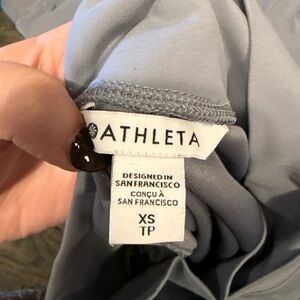 ATHLETA
DESIGNED IN
SAN FRANCISCO
CONÇU À
SAN FRANCISCO
XS
TP